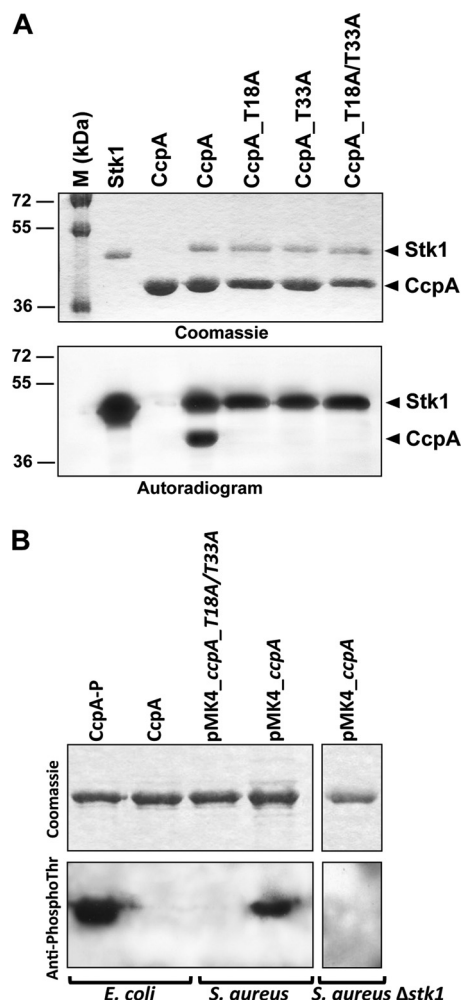 A
M (kDa)
Stk1
CcpA
CcpA
CcpA_T18A
CcpA_T33A
CcpA_T18A/T33A
72
55
36
Stk1
CcpA
Coomassie
72
55
36
Stk1
CcpA
Autoradiogram
B
CcpA-P
CcpA
pMK4_ccpA_T18A/T33A
pMK4_ccpA
pMK4_ccpA
Coomassie
Anti-PhosphoThr
E. coli
S. aureus
S. aureus Δstk1